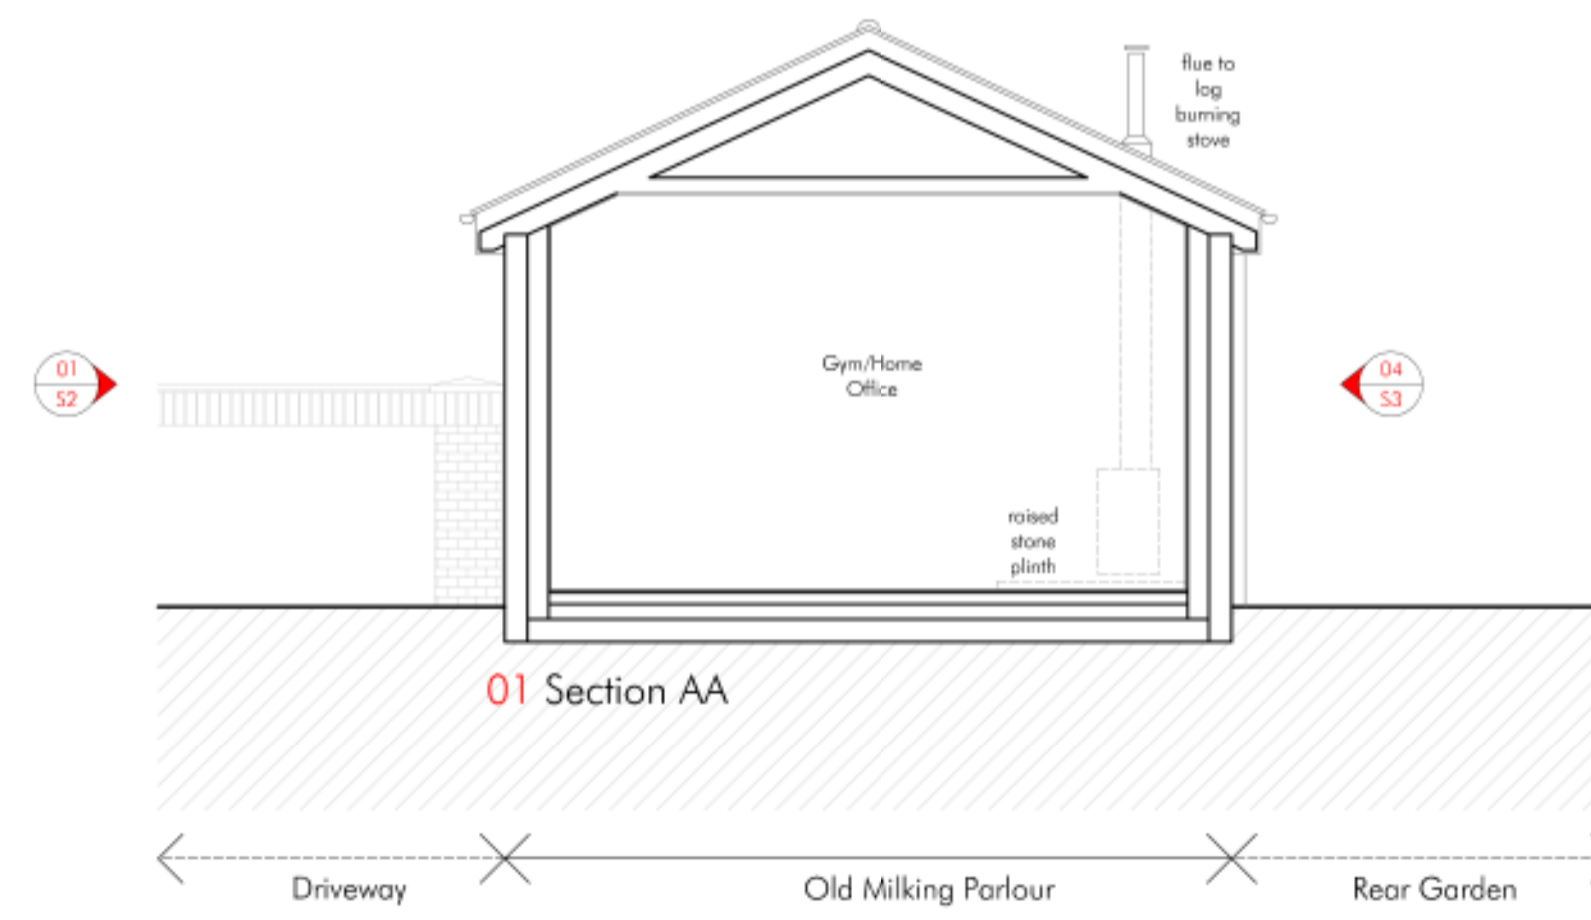 flue to
log
burning
stove
01
S2
Gym/Home
Office
04
S3
raised
stone
plinth
01 Section AA
Driveway
Old Milking Parlour
Rear Garden